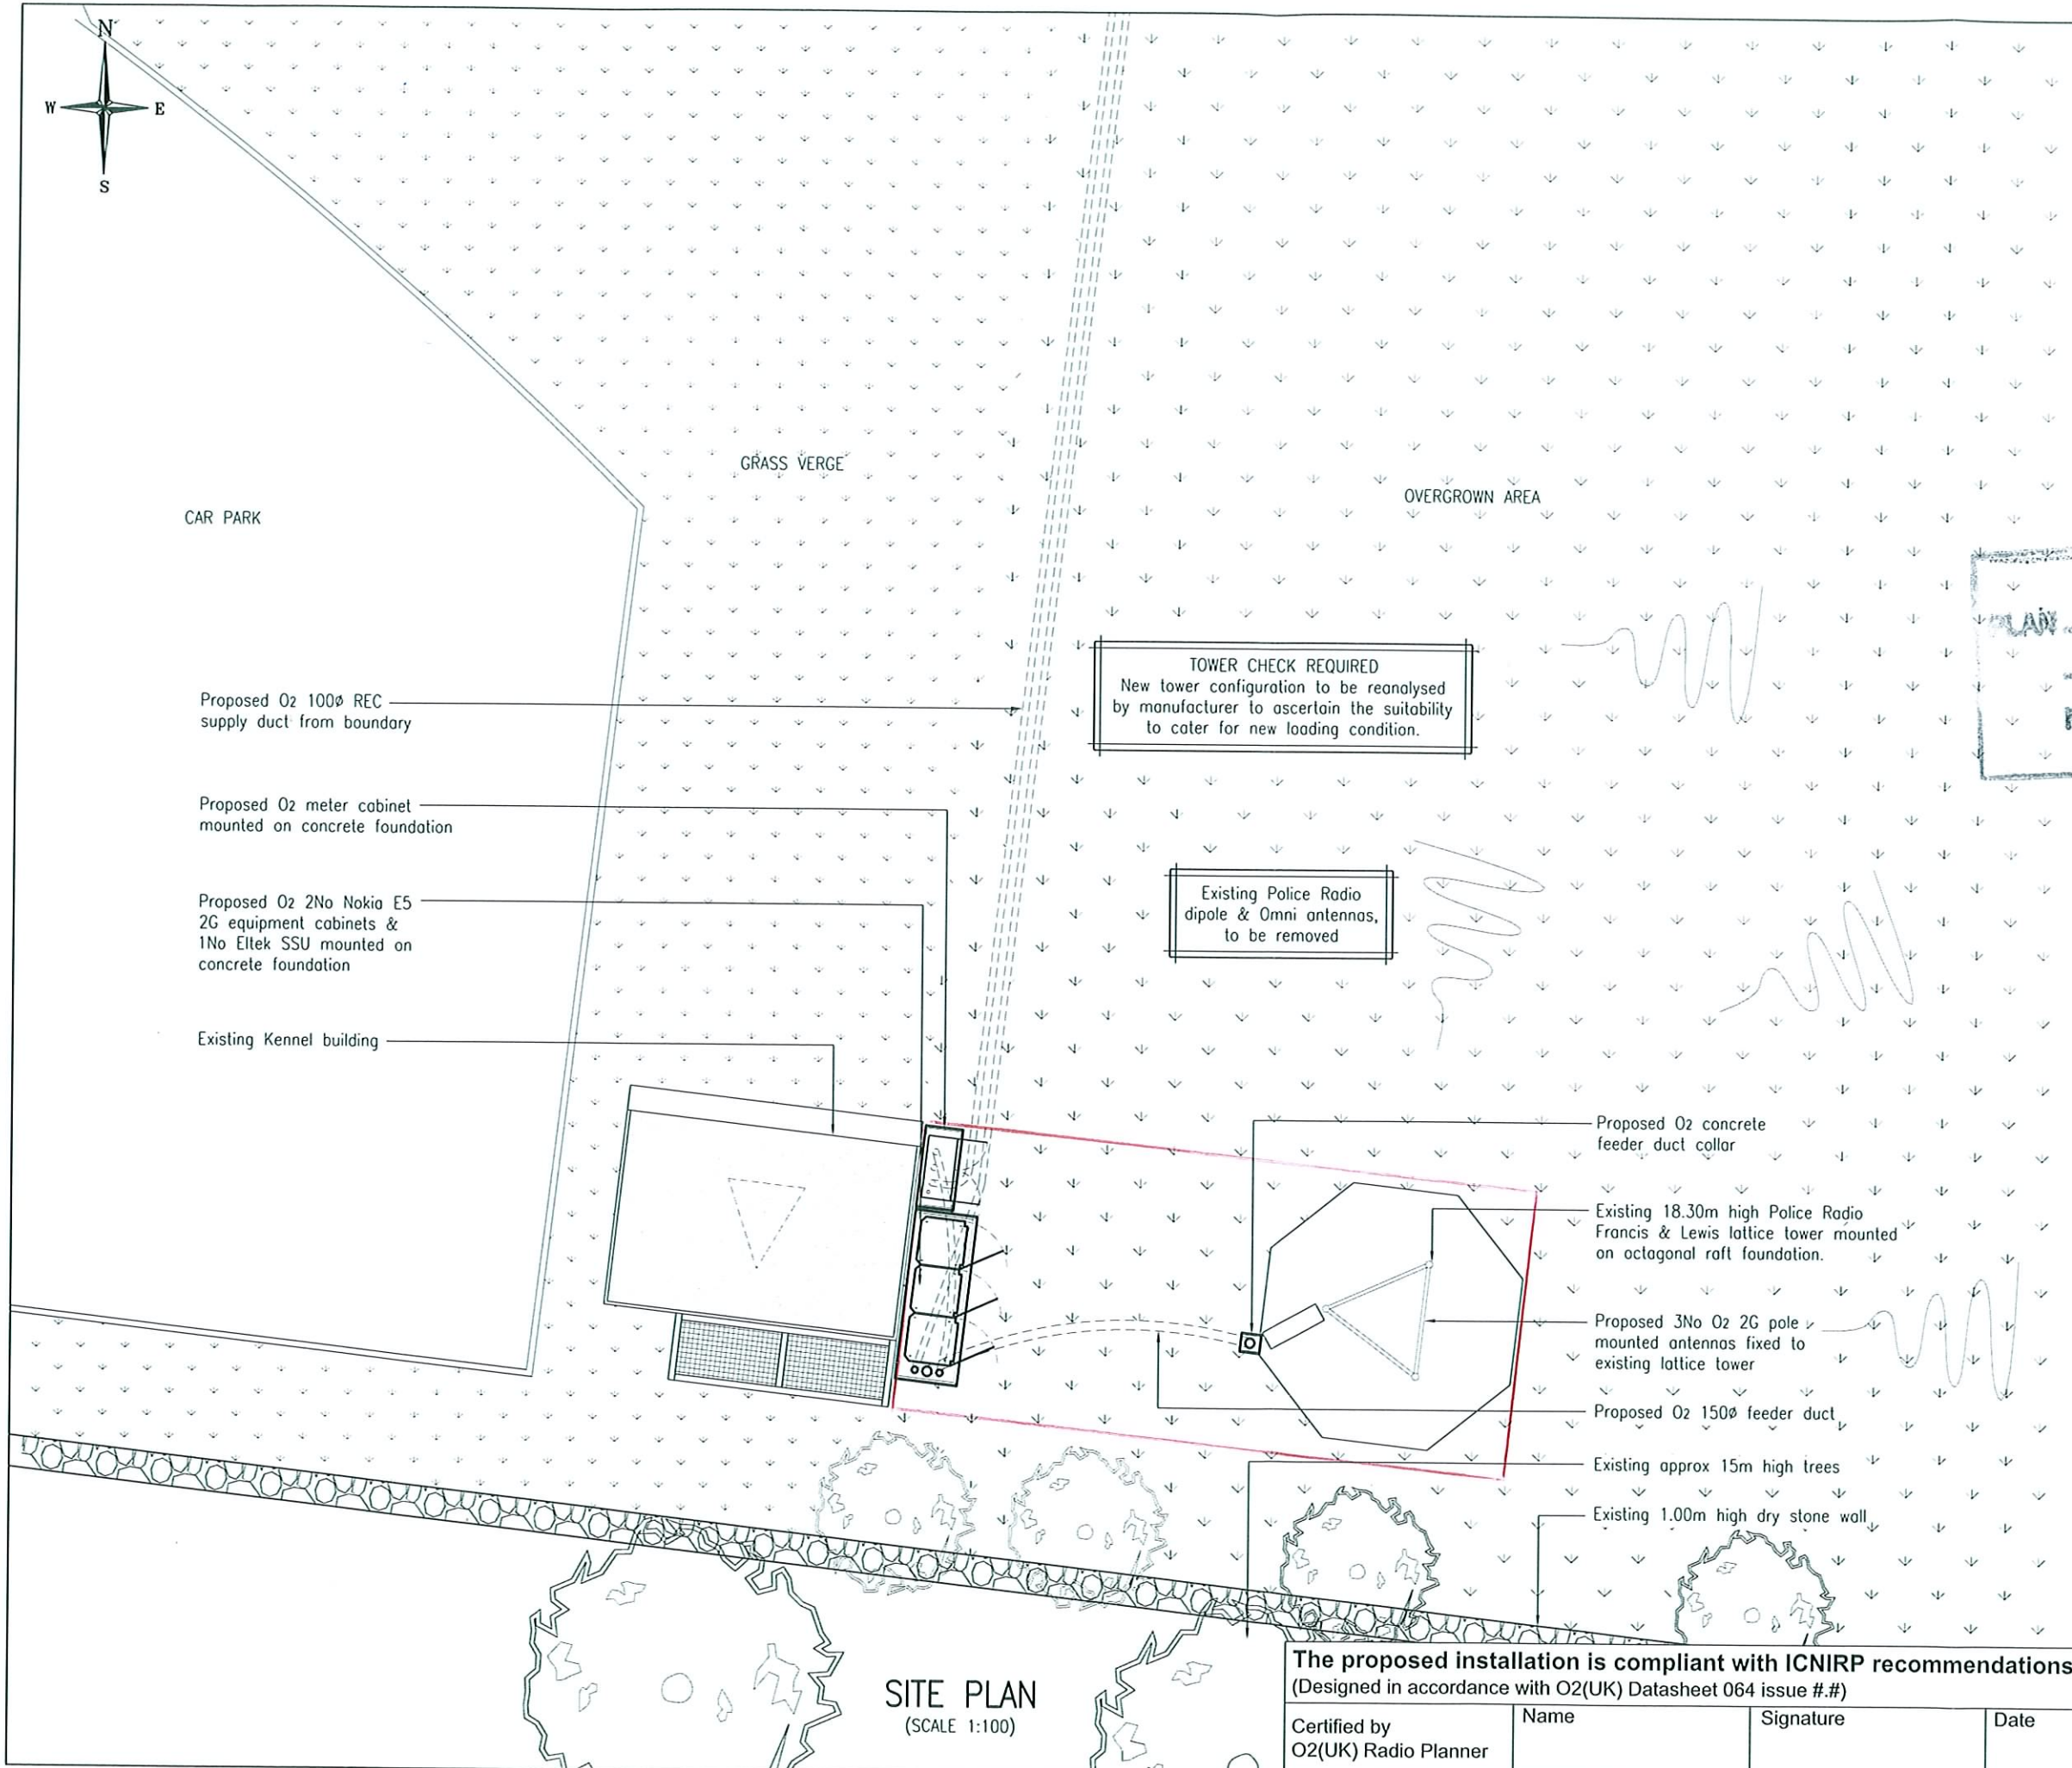 N
W E
S
GRASS VERGE
CAR PARK
OVERGROWN AREA
PLAN
TOWER CHECK REQUIRED
New tower configuration to be reanalysed
by manufacturer to ascertain the suitability
to cater for new loading condition.
Proposed O2 100ø REC
supply duct from boundary
Proposed O2 meter cabinet
mounted on concrete foundation
Proposed O2 2No Nokia E5
2G equipment cabinets &
1No Eltek SSU mounted on
concrete foundation
Existing Police Radio
dipole & Omni antennas,
to be removed
Existing Kennel building
Proposed O2 concrete
feeder duct collar
Existing 18.30m high Police Radio
Francis & Lewis lattice tower mounted
on octagonal raft foundation.
Proposed 3No O2 2G pole
mounted antennas fixed to
existing lattice tower
Proposed O2 150ø feeder duct
Existing approx 15m high trees
Existing 1.00m high dry stone wall
SITE PLAN
(SCALE 1:100)
The proposed installation is compliant with ICNIRP recommendations
(Designed in accordance with O2(UK) Datasheet 064 issue #.#)
Certified by
O2(UK) Radio Planner
Name
Signature
Date